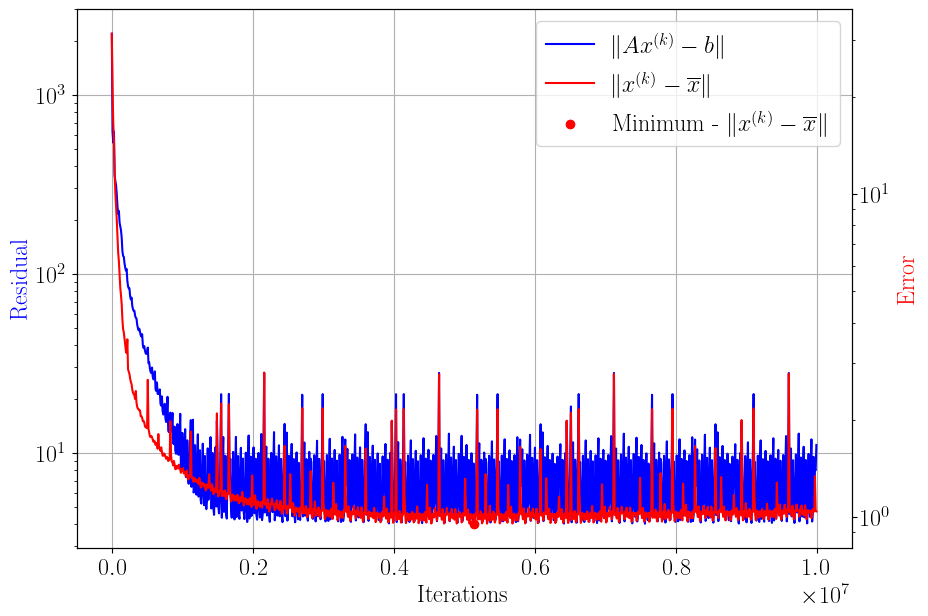 ‖Ax^(k) − b‖
‖x^(k) − x̅‖
Minimum - ‖x^(k) − x̅‖
10^3
10^2
10^1
Residual
10^1
10^0
Error
0.0 0.2 0.4 0.6 0.8 1.0
Iterations
×10^7